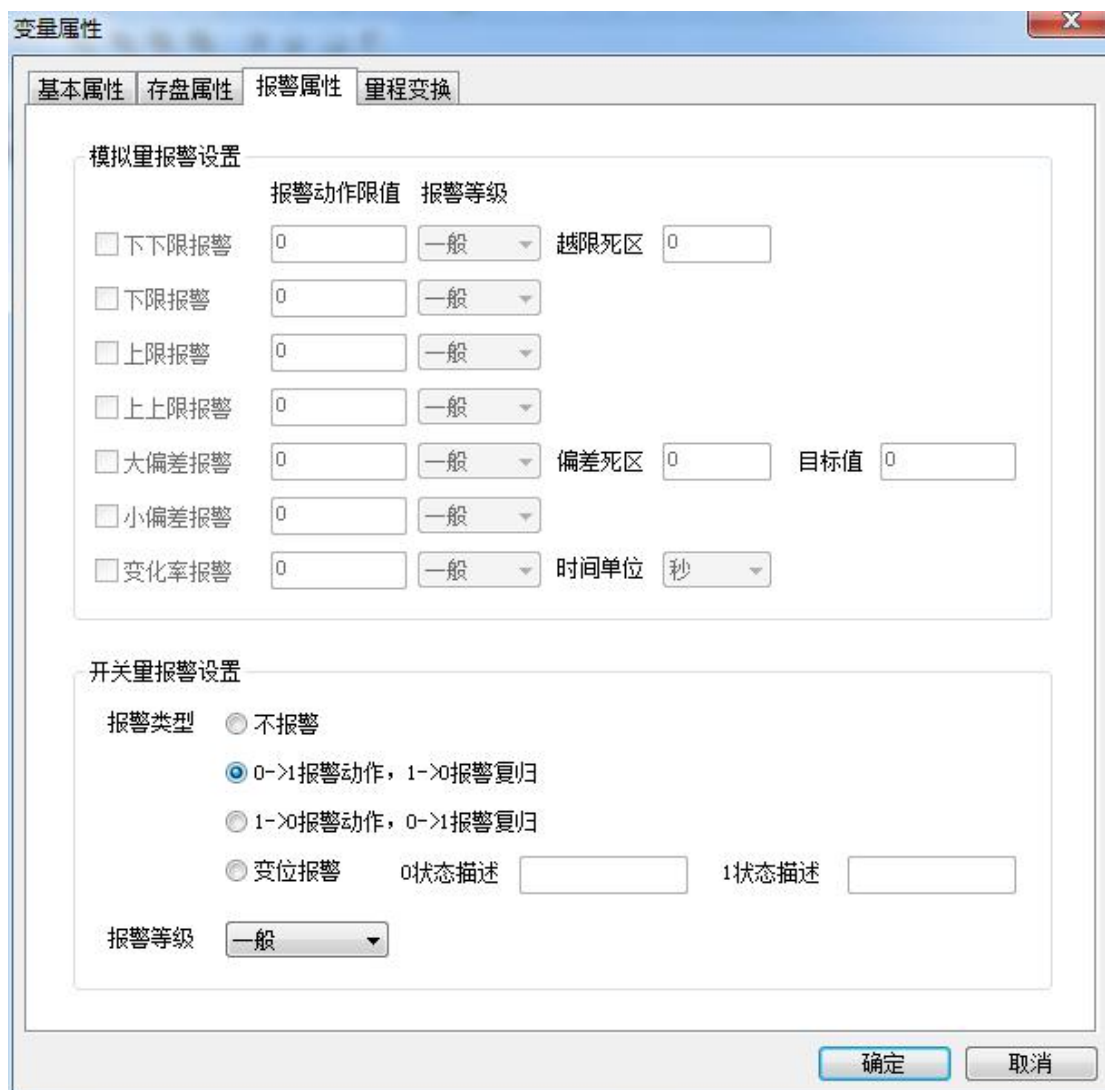 变量属性
基本属性 存盘属性 报警属性 量程变换
模拟量报警设置
报警动作限值 报警等级
下下限报警 0 一般 越限死区 0
下限报警 0 一般
上限报警 0 一般
上上限报警 0 一般
大偏差报警 0 一般 偏差死区 0 目标值 0
小偏差报警 0 一般
变化率报警 0 一般 时间单位 秒
开关量报警设置
报警类型 不报警
0->1报警动作，1->0报警复归
1->0报警动作，0->1报警复归
变位报警 0状态描述 1状态描述
报警等级 一般
确定 取消